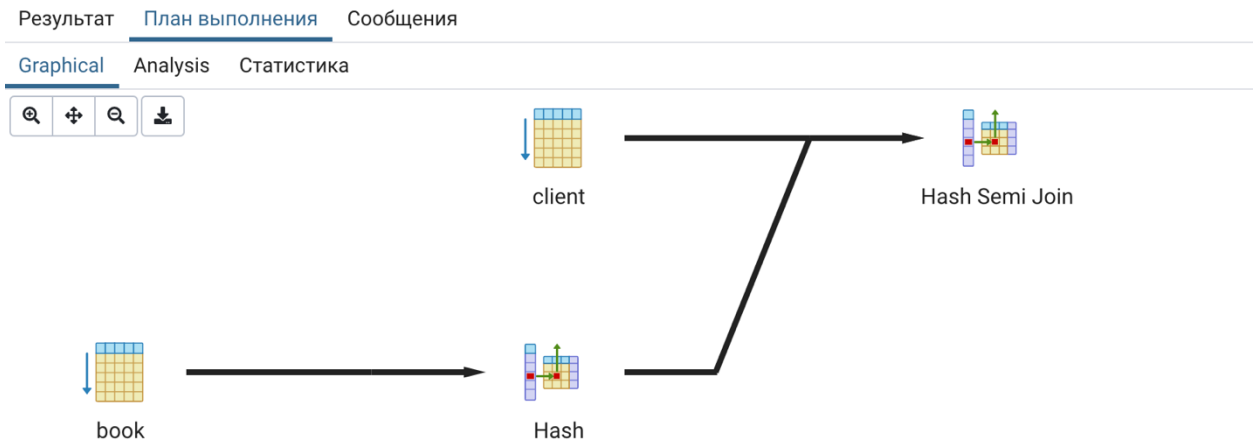 Результат План выполнения Сообщения
Graphical Analysis Статистика
client Hash Semi Join
book Hash